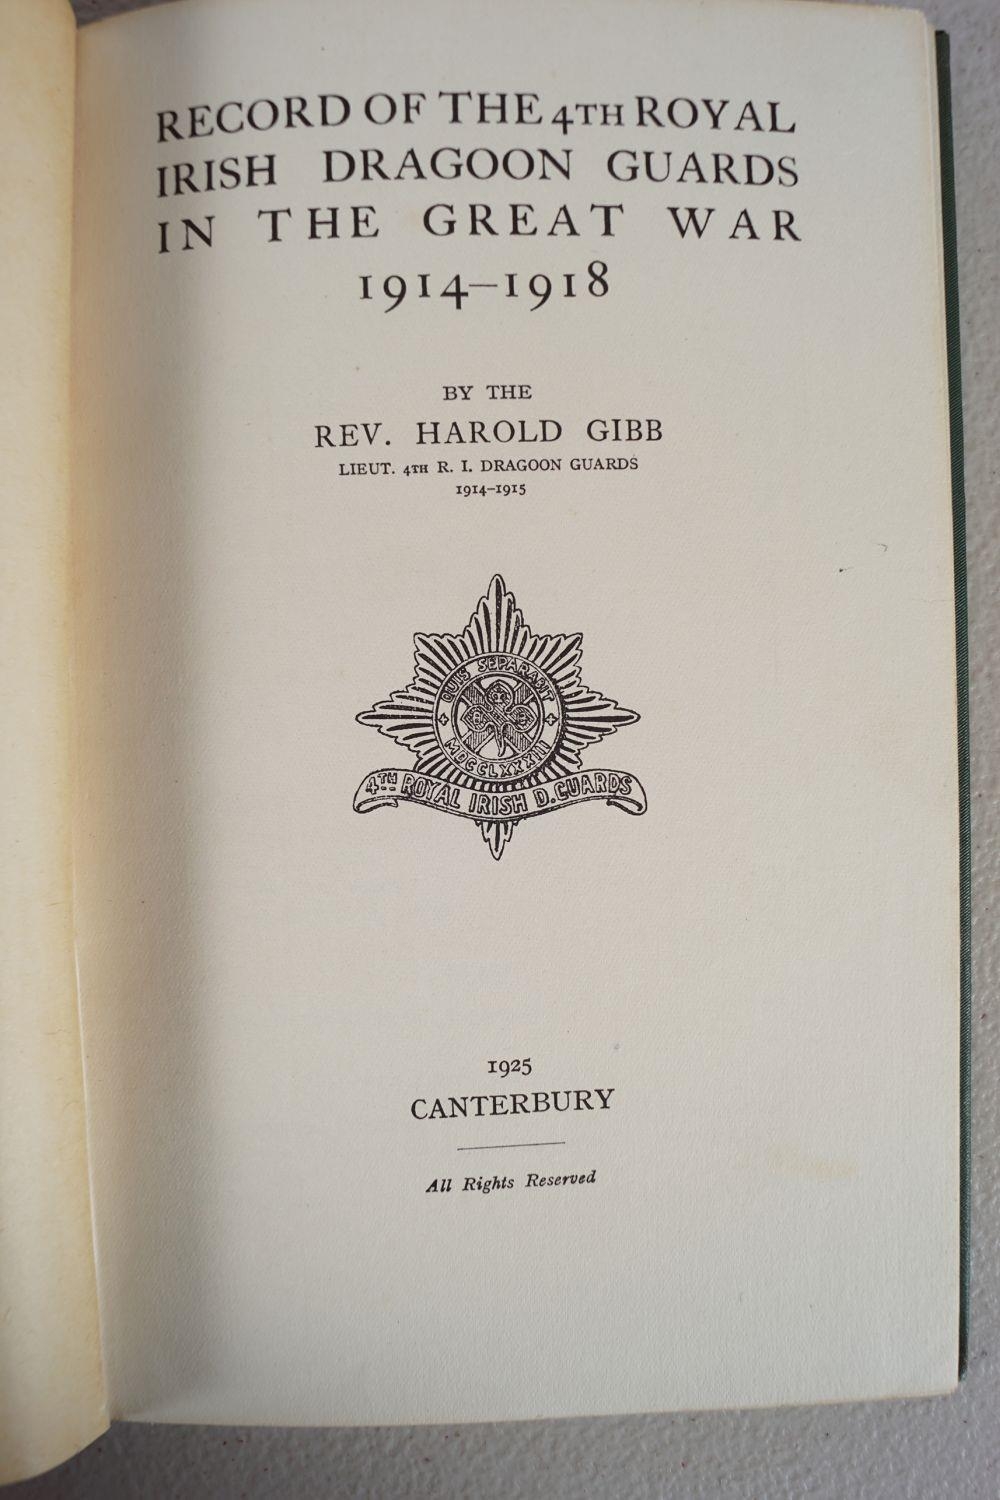 RECORD OF THE 4TH ROYAL
IRISH DRAGOON GUARDS
IN THE GREAT WAR
1914–1918
BY THE
REV. HAROLD GIBB
LIEUT. 4TH R. I. DRAGOON GUARDS
1914–1915
QUIS SEPARABIT
MDCCLXXXIII
4TH ROYAL IRISH D. GUARDS
1925
CANTERBURY
All Rights Reserved